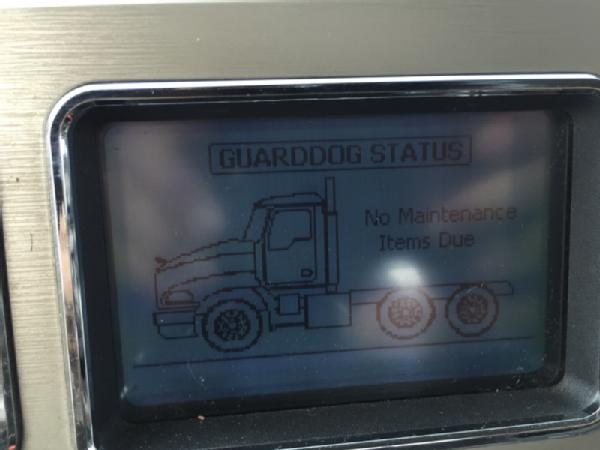 GUARDDOG STATUS
No Maintenance
Items Due